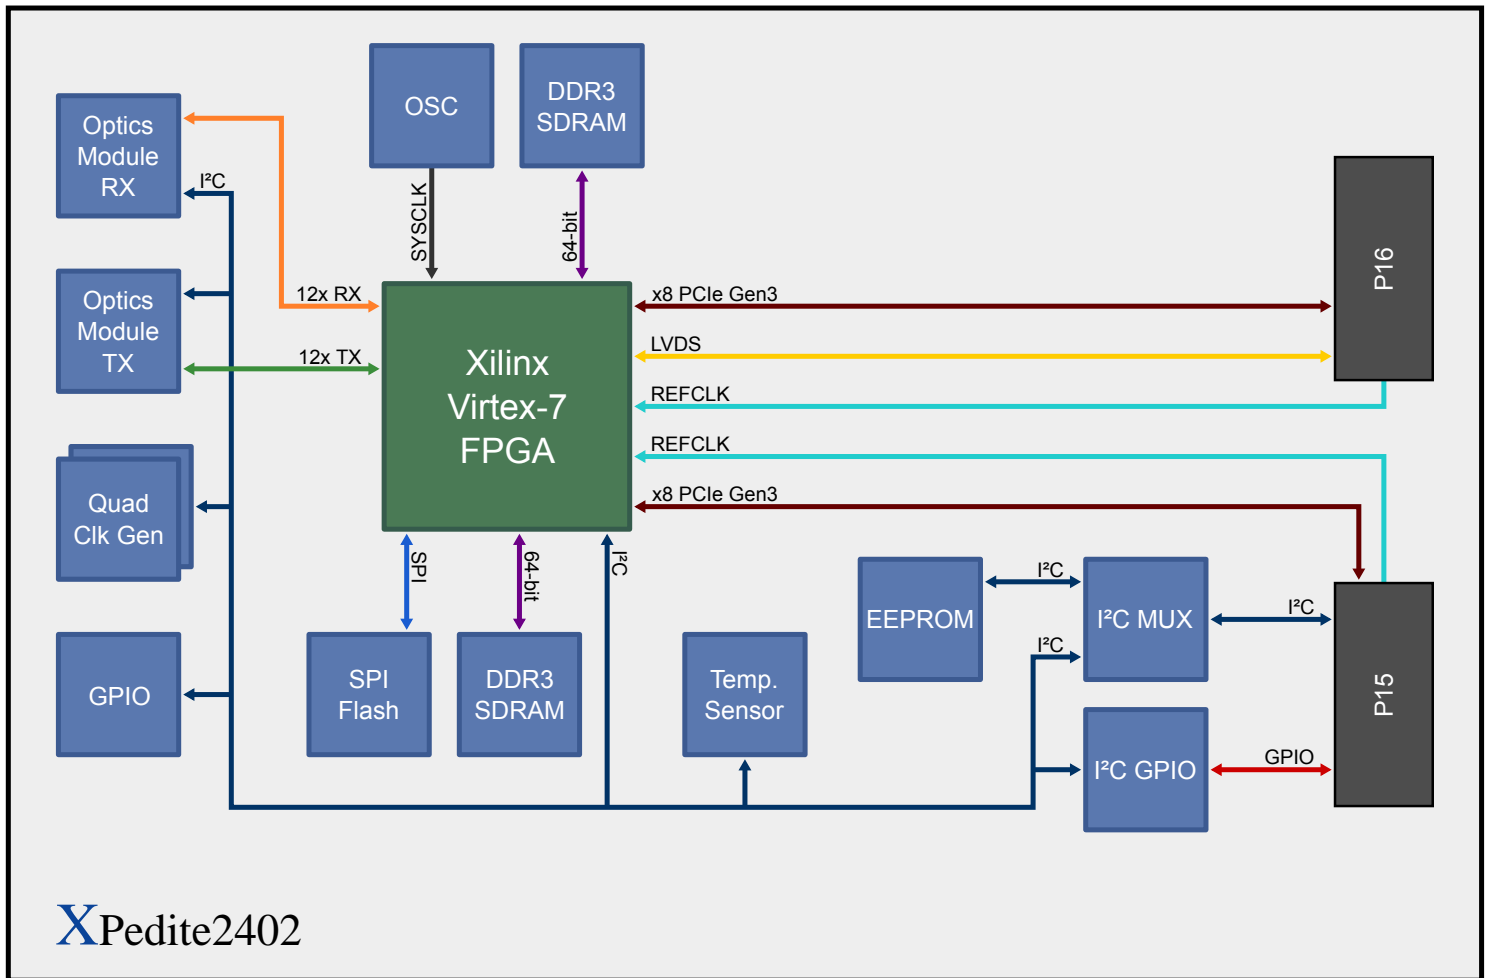 OSC
DDR3
SDRAM
Optics
Module
RX
I²C
SYSCLK
64-bit
P16
Optics
Module
TX
12x RX
x8 PCIe Gen3
12x TX
LVDS
Xilinx
Virtex-7
FPGA
REFCLK
REFCLK
x8 PCIe Gen3
Quad
Clk Gen
SPI
64-bit
I²C
EEPROM
I²C
I²C MUX
I²C
I²C
P15
GPIO
SPI
Flash
DDR3
SDRAM
Temp.
Sensor
I²C GPIO
GPIO
XPedite2402